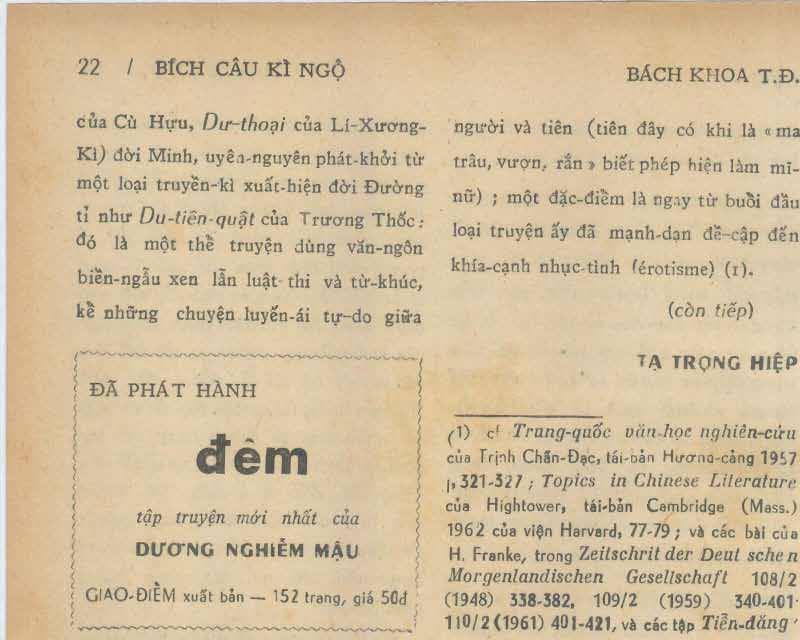 22 / BÍCH CÂU KÌ NGỘ
BÁCH KHOA T.Đ.
của Cù Hựu, Dư-thoại của Lí-Xương-
Kì) đời Minh, uyên-nguyên phát-khởi từ
một loại truyền-kì xuất-hiện đời Đường
tỉ như Du-tiên-quật của Trương Thốc :
đó là một thể truyện dùng văn-ngôn
biền-ngẫu xen lẫn luật-thi và từ-khúc,
kể những chuyện luyến-ái tự-do giữa
ĐÃ PHÁT HÀNH
đêm
tập truyện mới nhất của
DƯƠNG NGHIỄM MẬU
GIAO-ĐIỂM xuất bản — 152 trang, giá 50đ
người và tiên (tiên đây có khi là « ma
trâu, vượn, rắn » biết phép hiện làm mĩ-
nữ) ; một đặc-điểm là ngay từ buổi đầu
loại truyện ấy đã mạnh-dạn đề-cập đến
khía-cạnh nhục-tình (érotisme) (1).
(còn tiếp)
TẠ TRỌNG HIỆP
(1) cf Trung-quốc văn-học nghiên-cứu
của Trịnh Chấn-Đạc, tái-bản Hương-cảng 1957
, 321-327 ; Topics in Chinese Literature
của Hightower, tái-bản Cambridge (Mass.)
1962 của viện Harvard, 77-79 ; và các bài của
H. Franke, trong Zeitschrit der Deut schen
Morgenlandischen Gesellschaft 108/2
(1948) 338-382, 109/2 (1959) 340-401
110/2 (1961) 401-421, và các tập Tiễn-đăng